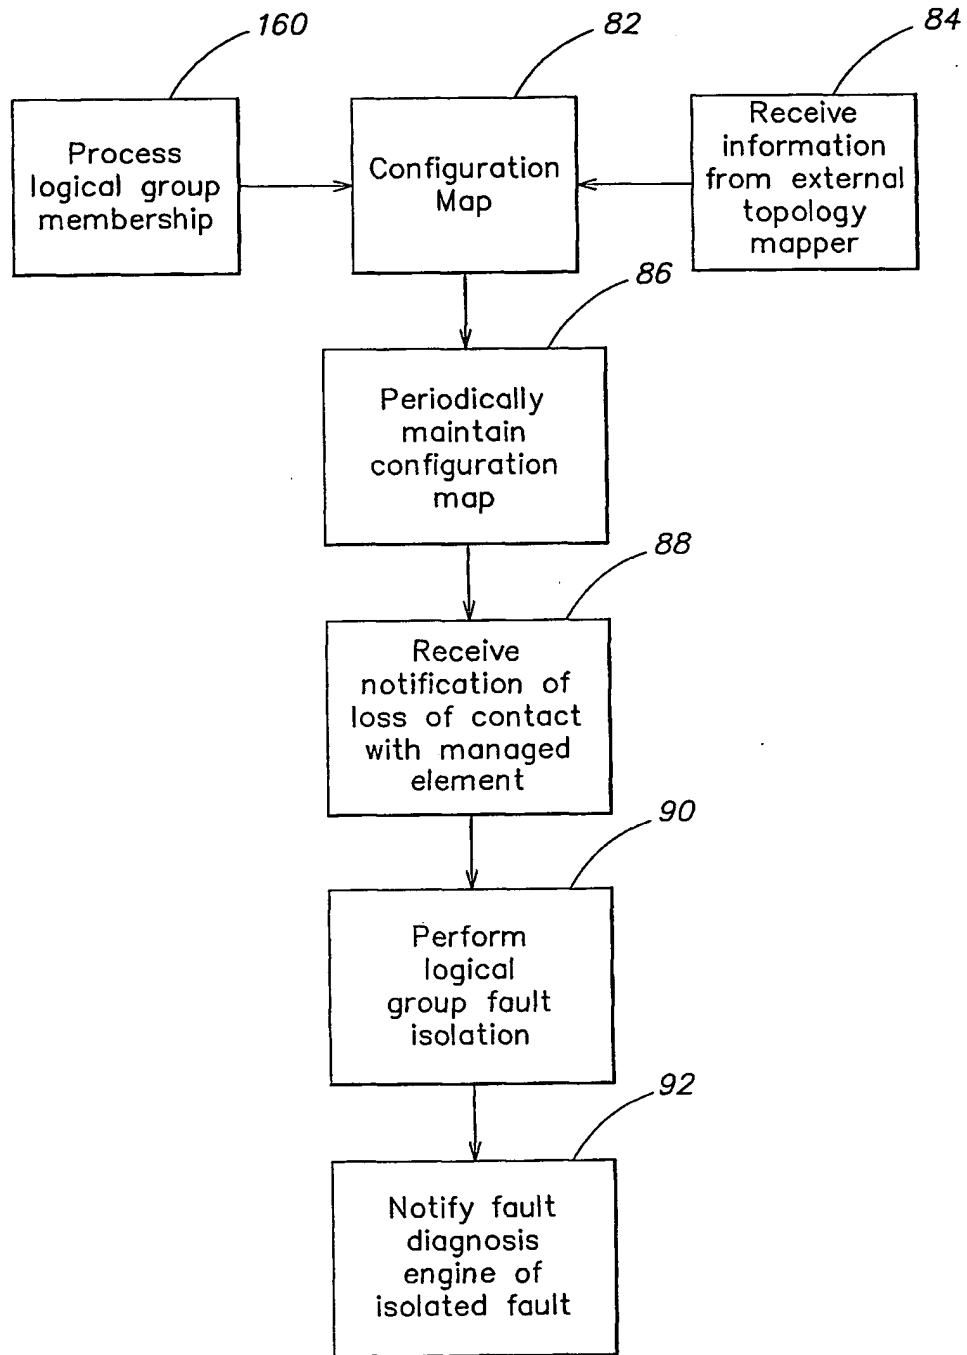 160
82
84
Process
logical group
membership
Configuration
Map
Receive
information
from external
topology
mapper
86
Periodically
maintain
configuration
map
88
Receive
notification of
loss of contact
with managed
element
90
Perform
logical
group fault
isolation
92
Notify fault
diagnosis
engine of
isolated fault